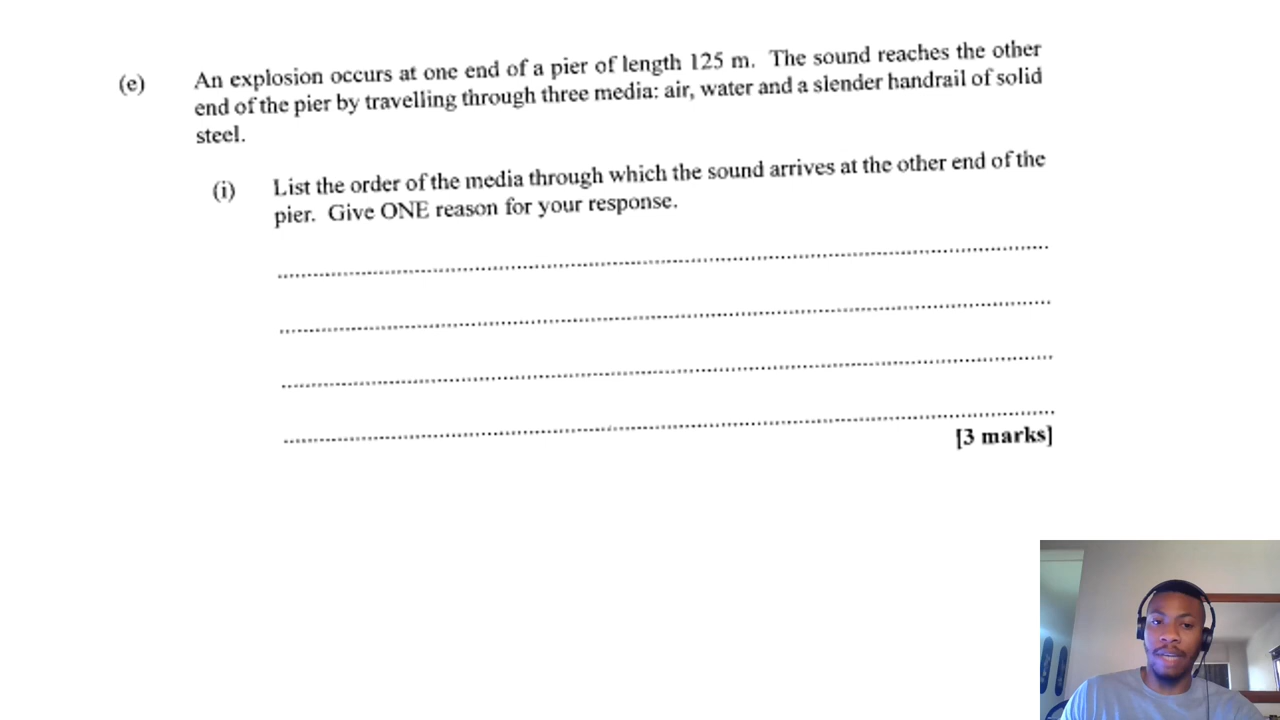 (e) An explosion occurs at one end of a pier of length 125 m. The sound reaches the other
end of the pier by travelling through three media: air, water and a slender handrail of solid
steel.
(i) List the order of the media through which the sound arrives at the other end of the
pier. Give ONE reason for your response.
[3 marks]